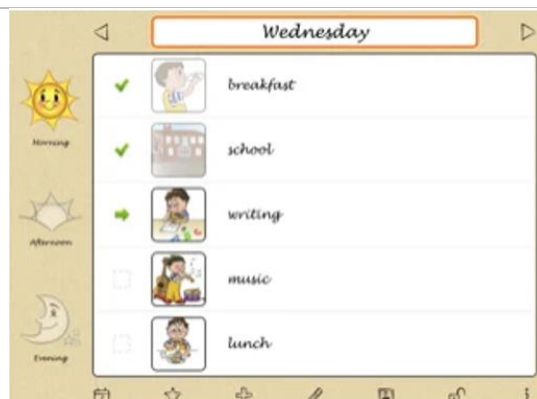 Wednesday
breakfast
Morning
school
writing
Afternoon
music
lunch
Evening